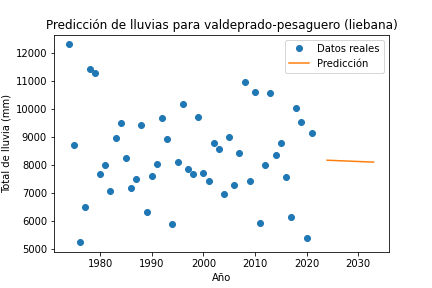 Predicción de lluvias para valdeprado-pesaguero (liebana)
Datos reales
Predicción
Total de lluvia (mm)
12000
11000
10000
9000
8000
7000
6000
5000
1980
1990
2000
2010
2020
2030
Año